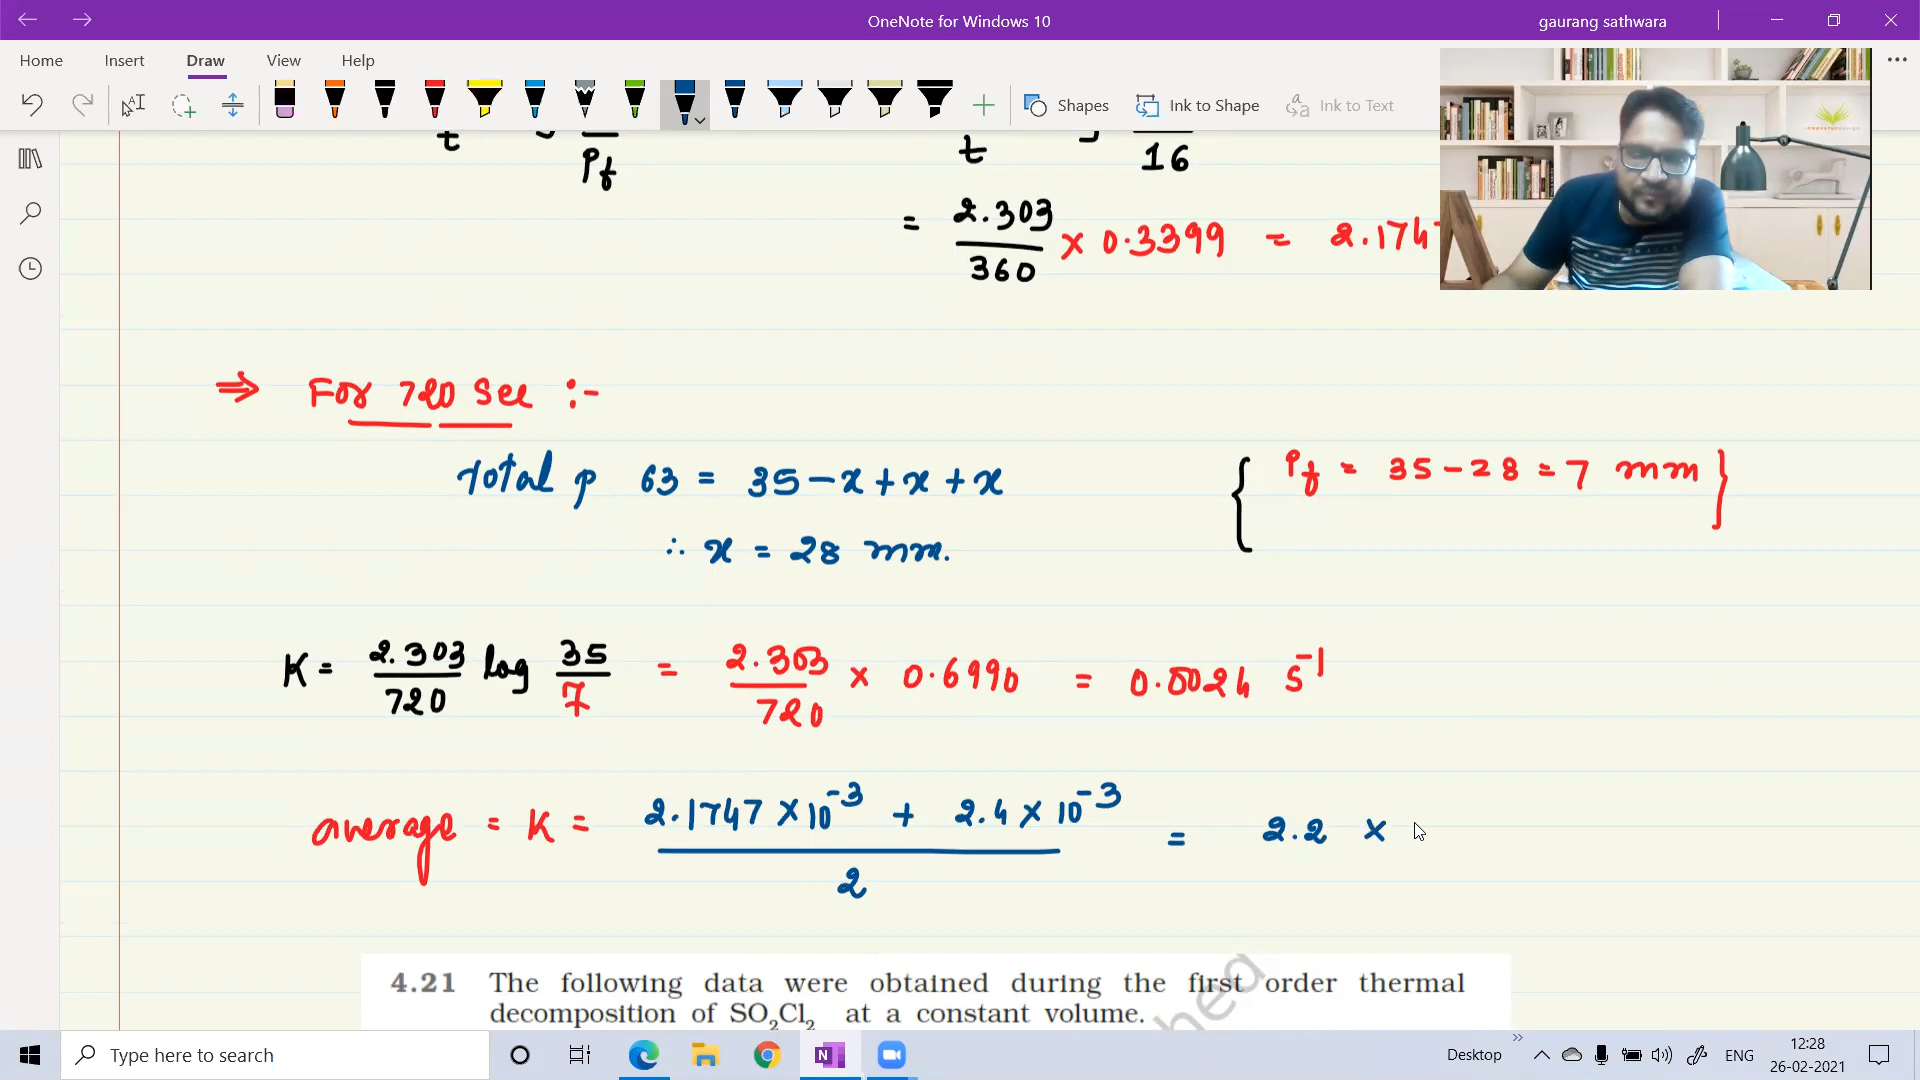 OneNote for Windows 10
gaurang sathwara
Home Insert Draw View Help
Shapes Ink to Shape Ink to Text
t Pf
t 16
= 2.303/360 × 0.3399 = 2.174
⇒ For 720 Sec :-
Total p 63 = 35 - x + x + x
{ Pf = 35 - 28 = 7 mm }
∴ x = 28 mm.
K = 2.303/720 log 35/7 = 2.303/720 × 0.6990 = 0.0024 s⁻¹
average = K = 2.1747 × 10⁻³ + 2.4 × 10⁻³ / 2 = 2.2 ×
4.21 The following data were obtained during the first order thermal
decomposition of SO₂Cl₂ at a constant volume.
hed
Type here to search
Desktop
ENG
12:28
26-02-2021